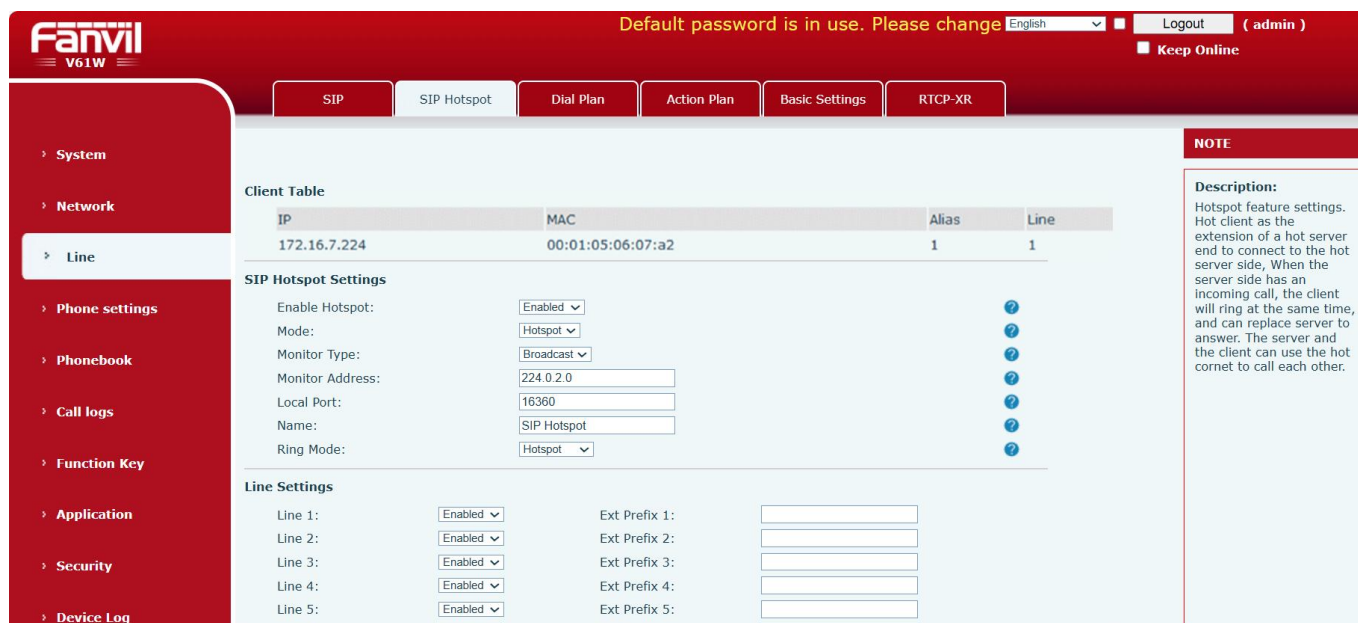 Fanvil
V61W
Default password is in use. Please change
English
Logout
( admin )
Keep Online
SIP
SIP Hotspot
Dial Plan
Action Plan
Basic Settings
RTCP-XR
System
Network
Line
Phone settings
Phonebook
Call logs
Function Key
Application
Security
Device Log
Client Table
IP MAC Alias Line
172.16.7.224 00:01:05:06:07:a2 1 1
SIP Hotspot Settings
Enable Hotspot: Enabled ?
Mode: Hotspot ?
Monitor Type: Broadcast ?
Monitor Address: 224.0.2.0 ?
Local Port: 16360 ?
Name: SIP Hotspot ?
Ring Mode: Hotspot ?
Line Settings
Line 1: Enabled Ext Prefix 1:
Line 2: Enabled Ext Prefix 2:
Line 3: Enabled Ext Prefix 3:
Line 4: Enabled Ext Prefix 4:
Line 5: Enabled Ext Prefix 5:
NOTE
Description:
Hotspot feature settings.
Hot client as the
extension of a hot server
end to connect to the hot
server side, When the
server side has an
incoming call, the client
will ring at the same time,
and can replace server to
answer. The server and
the client can use the hot
cornet to call each other.